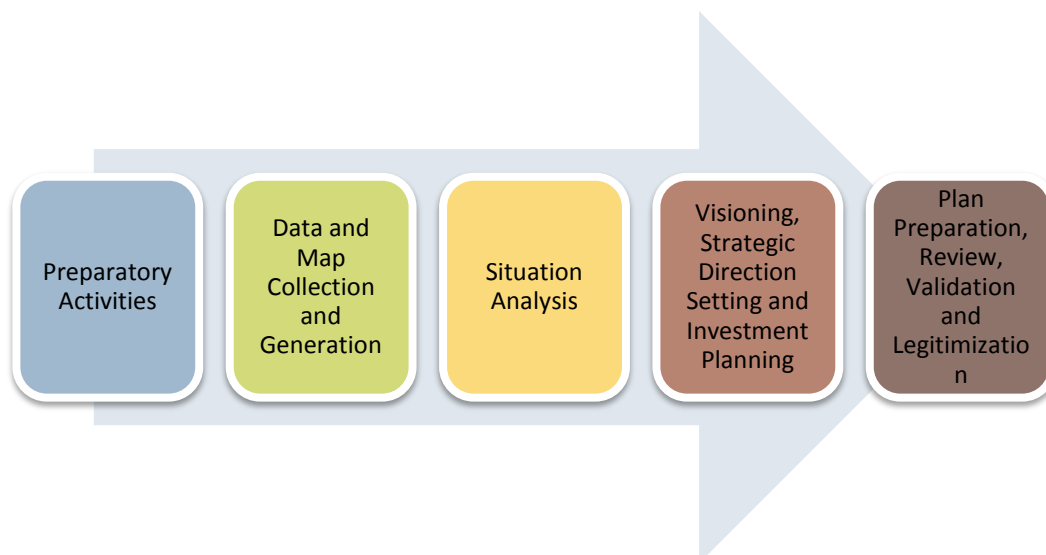 Preparatory
Activities
Data and
Map
Collection
and
Generation
Situation
Analysis
Visioning,
Strategic
Direction
Setting and
Investment
Planning
Plan
Preparation,
Review,
Validation
and
Legitimizatio
n